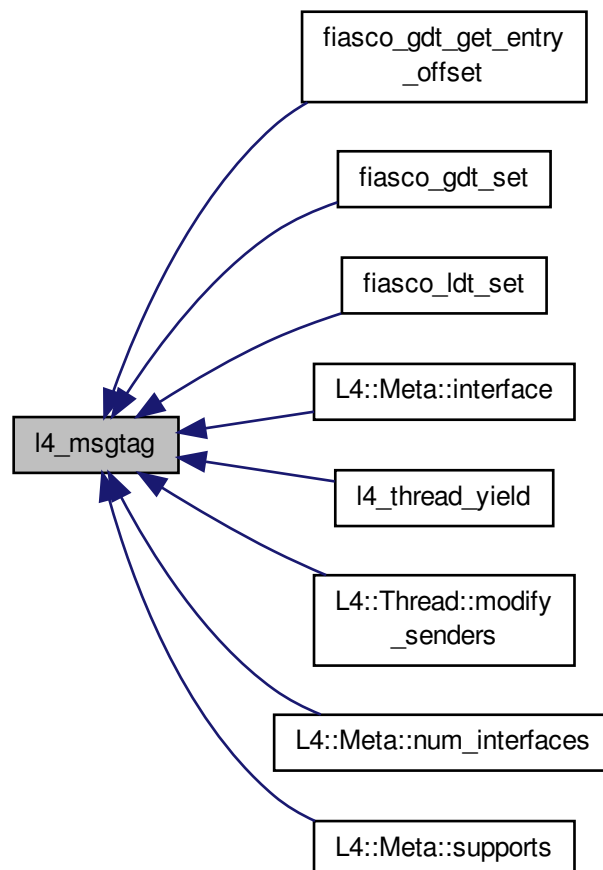 fiasco_gdt_get_entry
_offset
fiasco_gdt_set
fiasco_ldt_set
L4::Meta::interface
l4_msgtag
l4_thread_yield
L4::Thread::modify
_senders
L4::Meta::num_interfaces
L4::Meta::supports